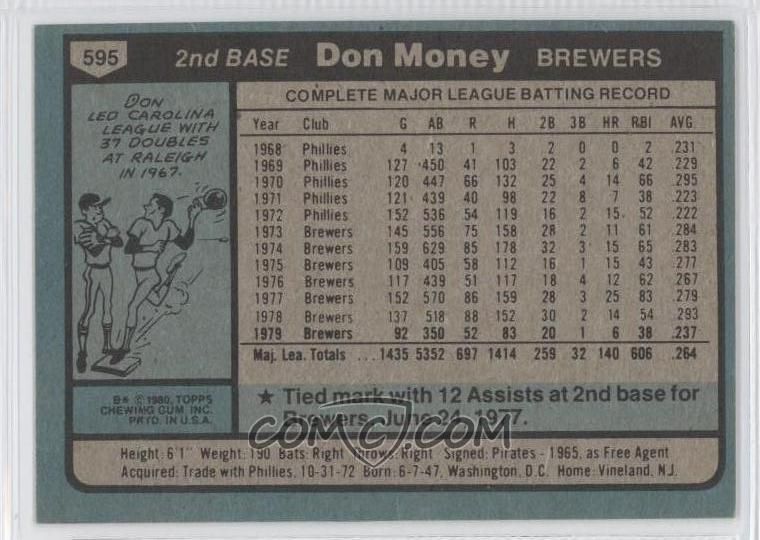 595 2nd BASE Don Money BREWERS
DON
LED CAROLINA
LEAGUE WITH
37 DOUBLES
AT RALEIGH
IN 1967.
COMPLETE MAJOR LEAGUE BATTING RECORD
Year Club G AB R H 2B 3B HR RBI AVG
1968 Phillies 4 13 1 3 2 0 0 2 .231
1969 Phillies 127 450 41 103 22 2 6 42 .229
1970 Phillies 120 447 66 132 25 4 14 66 .295
1971 Phillies 121 439 40 98 22 8 7 38 .223
1972 Phillies 152 536 54 119 16 2 15 52 .222
1973 Brewers 145 556 75 158 28 2 11 61 .284
1974 Brewers 159 629 85 178 32 3 15 65 .283
1975 Brewers 109 405 58 112 16 1 15 43 .277
1976 Brewers 117 439 51 117 18 4 12 62 .267
1977 Brewers 152 570 86 159 28 3 25 83 .279
1978 Brewers 137 518 88 152 30 2 14 54 .293
1979 Brewers 92 350 52 83 20 1 6 38 .237
Maj. Lea. Totals ... 1435 5352 697 1414 259 32 140 606 .264
B* © 1980, TOPPS
CHEWING GUM, INC.
PRTD. IN U.S.A.
★ Tied mark with 12 Assists at 2nd base for
Brewers, June 24, 1977.
COMC.com
Height: 6'1" Weight: 190 Bats: Right Throws: Right Signed: Pirates - 1965, as Free Agent
Acquired: Trade with Phillies, 10-31-72 Born: 6-7-47, Washington, D.C. Home: Vineland, N.J.